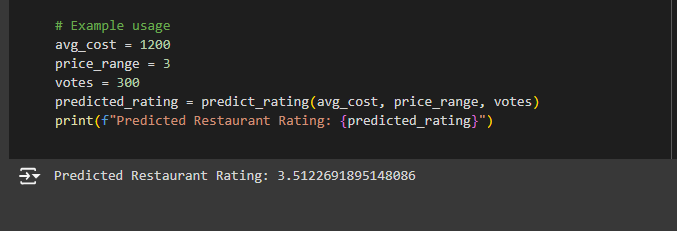 # Example usage
avg_cost = 1200
price_range = 3
votes = 300
predicted_rating = predict_rating(avg_cost, price_range, votes)
print(f"Predicted Restaurant Rating: {predicted_rating}")
Predicted Restaurant Rating: 3.5122691895148086